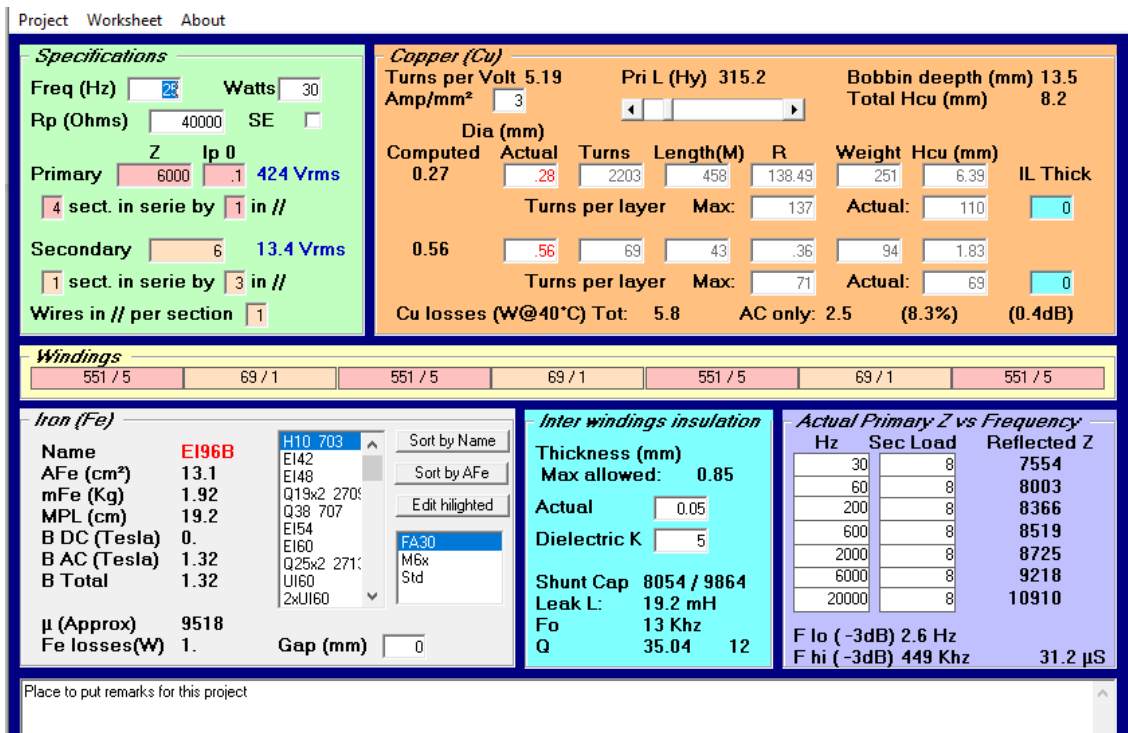 Project Worksheet About
Specifications
Freq (Hz) 25 Watts 30
Rp (Ohms) 40000 SE
Z Ip 0
Primary 6000 .1 424 Vrms
4 sect. in serie by 1 in //
Secondary 6 13.4 Vrms
1 sect. in serie by 3 in //
Wires in // per section 1
Copper (Cu)
Turns per Volt 5.19 Pri L (Hy) 315.2 Bobbin deepth (mm) 13.5
Amp/mm² 3 Total Hcu (mm) 8.2
Dia (mm)
Computed Actual Turns Length(M) R Weight Hcu (mm)
0.27 .28 2203 458 138.49 251 6.39 IL Thick
Turns per layer Max: 137 Actual: 110 0
0.56 .56 69 43 .36 94 1.83
Turns per layer Max: 71 Actual: 69 0
Cu losses (W@40°C) Tot: 5.8 AC only: 2.5 (8.3%) (0.4dB)
Windings
551 / 5 69 / 1 551 / 5 69 / 1 551 / 5 69 / 1 551 / 5
Iron (Fe)
Name EI96B
AFe (cm²) 13.1
mFe (Kg) 1.92
MPL (cm) 19.2
B DC (Tesla) 0.
B AC (Tesla) 1.32
B Total 1.32
µ (Approx) 9518
Fe losses(W) 1.
H10 703
EI42
EI48
Q19x2 2709
Q38 707
EI54
EI60
Q25x2 271
UI60
2xUI60
Sort by Name
Sort by AFe
Edit hilighted
FA30
M6x
Std
Gap (mm) 0
Inter windings insulation
Thickness (mm)
Max allowed: 0.85
Actual 0.05
Dielectric K 5
Shunt Cap 8054 / 9864
Leak L: 19.2 mH
Fo 13 Khz
Q 35.04 12
Actual Primary Z vs Frequency
Hz Sec Load Reflected Z
30 8 7554
60 8 8003
200 8 8366
600 8 8519
2000 8 8725
6000 8 9218
20000 8 10910
F lo ( -3dB) 2.6 Hz
F hi ( -3dB) 449 Khz 31.2 µS
Place to put remarks for this project